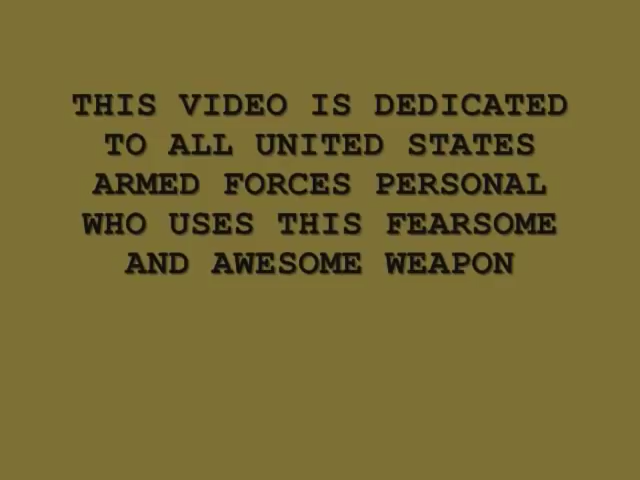 THIS VIDEO IS DEDICATED
TO ALL UNITED STATES
ARMED FORCES PERSONAL
WHO USES THIS FEARSOME
AND AWESOME WEAPON